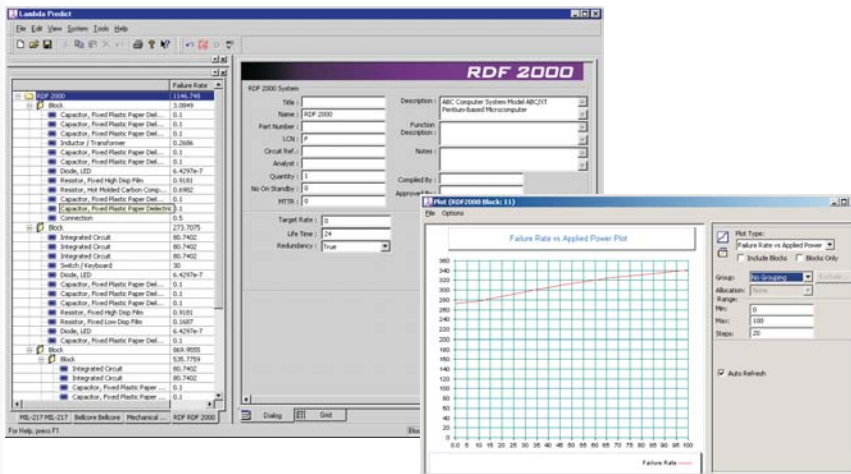 Lambda Predict
File Edit View System Tools Help
Failure Rate
RDF 2000 1146.748
Block 3.0849
Capacitor, Fixed Plastic Paper Diel... 0.1
Capacitor, Fixed Plastic Paper Diel... 0.1
Capacitor, Fixed Plastic Paper Diel... 0.1
Inductor / Transformer 0.2686
Capacitor, Fixed Plastic Paper Diel... 0.1
Capacitor, Fixed Plastic Paper Diel... 0.1
Diode, LED 6.4297e-7
Resistor, Fixed High Disp Film 0.9181
Resistor, Hot Molded Carbon Comp... 0.6982
Capacitor, Fixed Plastic Paper Diel... 0.1
Capacitor, Fixed Plastic Paper Dielectric 0.1
Connection 0.5
Block 273.7075
Integrated Circuit 80.7402
Integrated Circuit 80.7402
Integrated Circuit 80.7402
Switch / Keyboard 30
Diode, LED 6.4297e-7
Capacitor, Fixed Plastic Paper Diel... 0.1
Capacitor, Fixed Plastic Paper Diel... 0.1
Capacitor, Fixed Plastic Paper Diel... 0.1
Resistor, Fixed High Disp Film 0.9181
Resistor, Fixed Low Disp Film 0.1687
Diode, LED 6.4297e-7
Capacitor, Fixed Plastic Paper Diel... 0.1
Block 869.9555
Block 535.7759
Integrated Circuit 80.7402
Integrated Circuit 80.7402
Capacitor, Fixed Plastic Paper ... 0.1
Capacitor, Fixed Plastic Paper ... 0.1
MIL-217 MIL-217 Bellcore Bellcore Mechanical ... RDF RDF 2000
For Help, press F1
RDF 2000
RDF 2000 System
Title :
Name : RDF 2000
Part Number :
LCN : F
Circuit Ref.:
Analyst :
Quantity : 1
No On Standby : 0
MTTR : 0
Target Rate : 0
Life Time : 24
Redundancy : True
Description : ABC Computer System Model ABC/XT
Pentium-based Microcomputer
Function
Description :
Notes :
Compiled By :
Approved By :
Dialog Grid
Plot (RDF2000 Block: 11)
File Options
Failure Rate vs Applied Power Plot
360
340
320
300
280
260
240
220
200
180
160
140
120
100
80
60
40
20
0
0.0 5 10 15 20 25 30 35 40 45 50 55 60 65 70 75 80 85 90 95 100
Failure Rate
Plot Type:
Failure Rate vs Applied Power
Include Blocks Blocks Only
Group: No Grouping
Allocation: None
Range:
Min: 0
Max: 100
Steps: 20
Auto Refresh